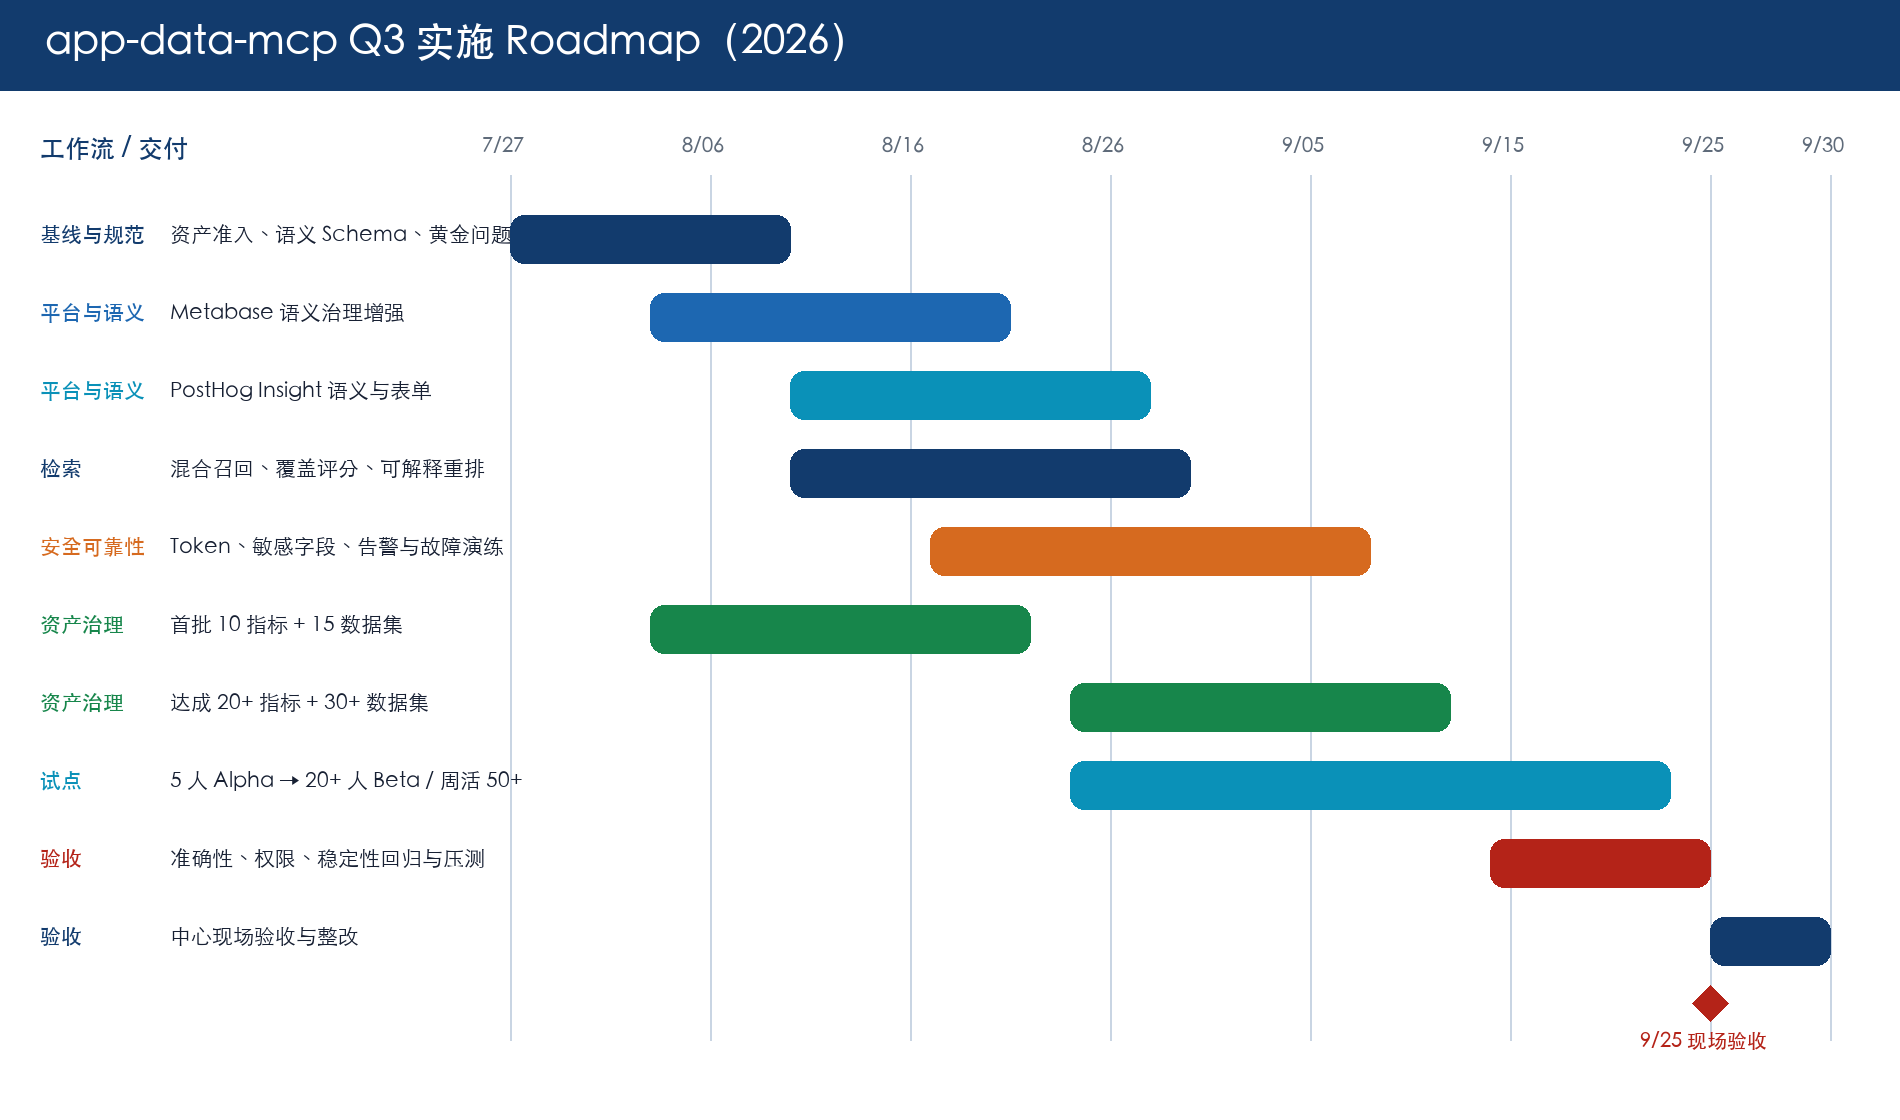 app-data-mcp Q3 实施 Roadmap（2026）
工作流 / 交付
7/27
8/06
8/16
8/26
9/05
9/15
9/25
9/30
基线与规范 资产准入、语义 Schema、黄金问题
平台与语义 Metabase 语义治理增强
平台与语义 PostHog Insight 语义与表单
检索 混合召回、覆盖评分、可解释重排
安全可靠性 Token、敏感字段、告警与故障演练
资产治理 首批 10 指标 + 15 数据集
资产治理 达成 20+ 指标 + 30+ 数据集
试点 5 人 Alpha → 20+ 人 Beta / 周活 50+
验收 准确性、权限、稳定性回归与压测
验收 中心现场验收与整改
9/25 现场验收